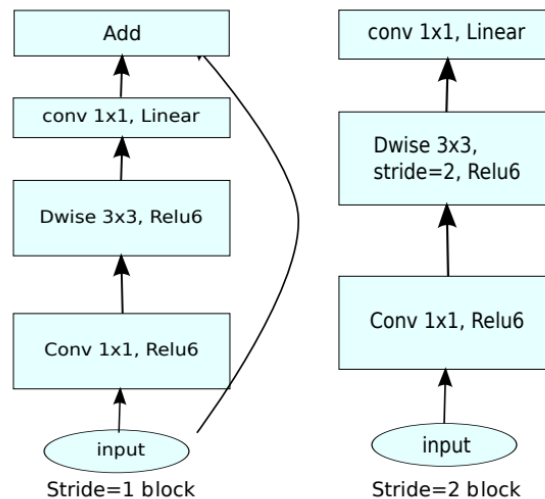 Add
conv 1x1, Linear
Dwise 3x3, Relu6
Conv 1x1, Relu6
input
Stride=1 block
conv 1x1, Linear
Dwise 3x3,
stride=2, Relu6
Conv 1x1, Relu6
input
Stride=2 block